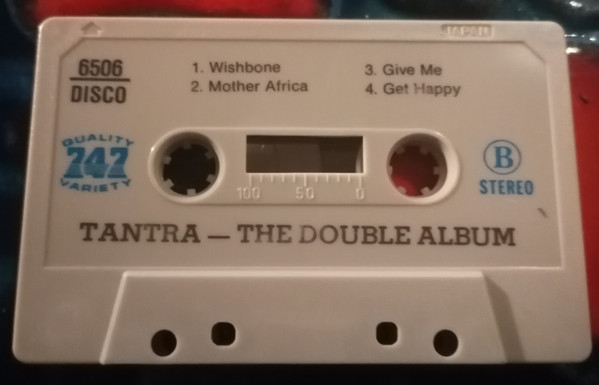 JAPAN
6506
DISCO
1. Wishbone
2. Mother Africa
3. Give Me
4. Get Happy
QUALITY
747
VARIETY
100 50 0
B
STEREO
TANTRA — THE DOUBLE ALBUM